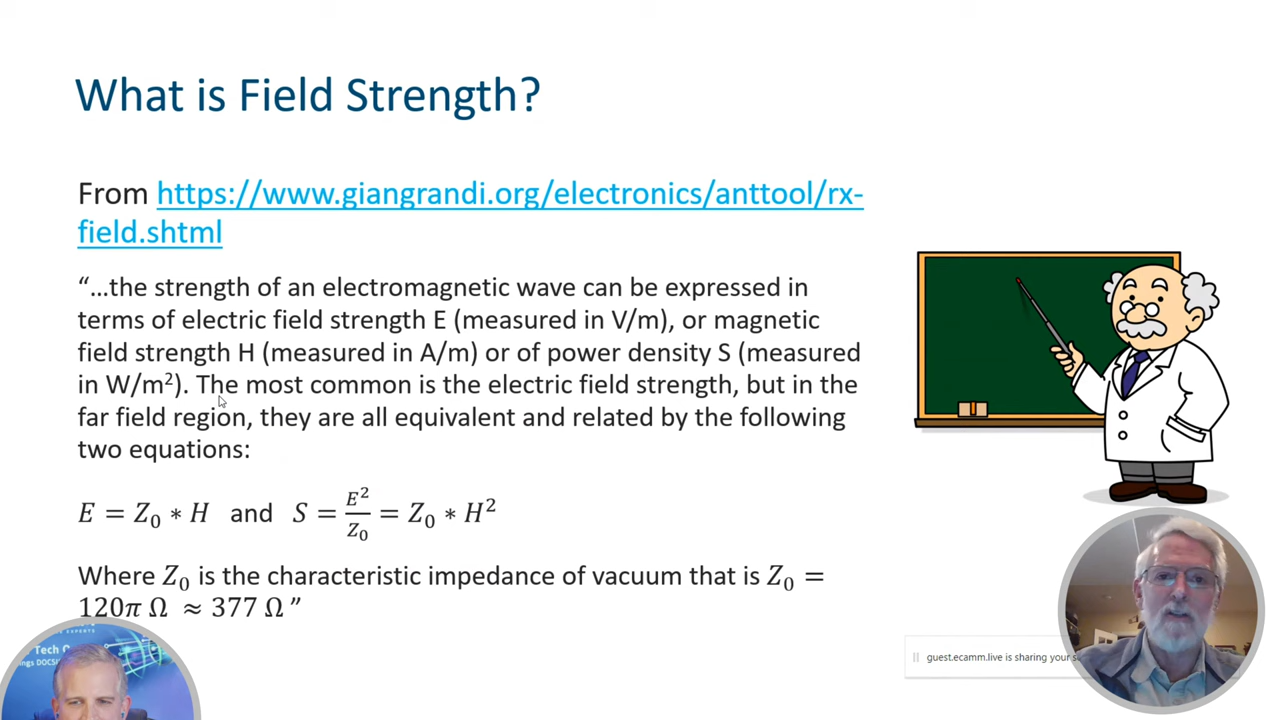 What is Field Strength?
From https://www.giangrandi.org/electronics/anttool/rx-
field.shtml
“…the strength of an electromagnetic wave can be expressed in
terms of electric field strength E (measured in V/m), or magnetic
field strength H (measured in A/m) or of power density S (measured
in W/m²). The most common is the electric field strength, but in the
far field region, they are all equivalent and related by the following
two equations:
E = Z₀ ∗ H and S = E²/Z₀ = Z₀ ∗ H²
Where Z₀ is the characteristic impedance of vacuum that is Z₀ =
120π Ω ≈ 377 Ω ”
EXPERTS
Tech
ings DOCSI
guest.ecamm.live is sharing your